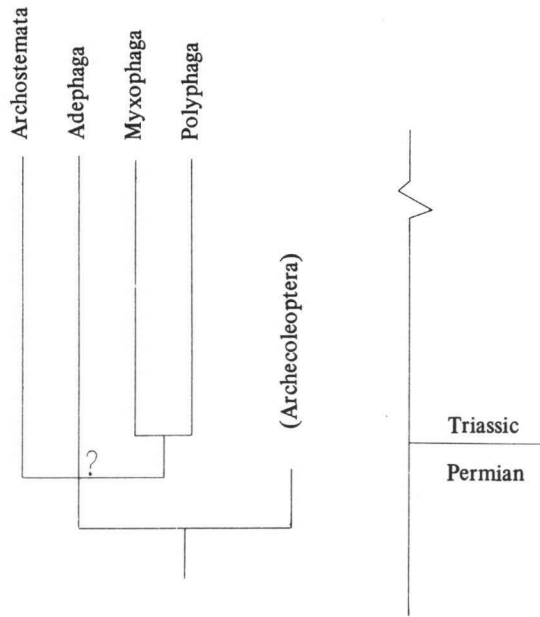 Archostemata
Adephaga
Myxophaga
Polyphaga
(Archecoleoptera)
?
Triassic
Permian